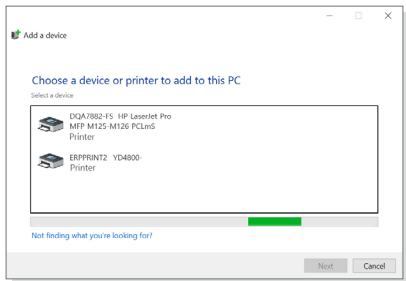 Add a device
Choose a device or printer to add to this PC
Select a device
DQA7882-FS HP LaserJet Pro
MFP M125-M126 PCLmS
Printer
ERPPRINT2 YD4800-
Printer
Not finding what you're looking for?
Next
Cancel